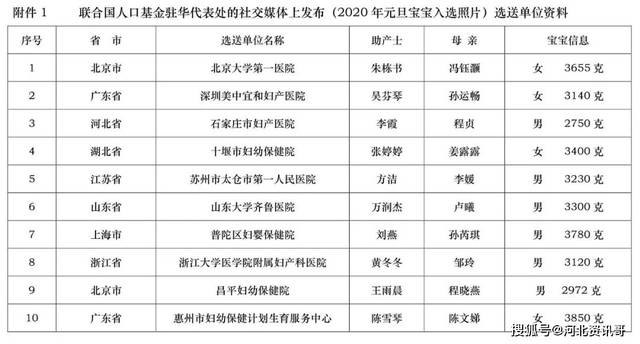 附件 1 联合国人口基金驻华代表处的社交媒体上发布（2020 年元旦宝宝入选照片）选送单位资料
序号 省 市 选送单位名称 助产士 母 亲 宝宝信息
1 北京市 北京大学第一医院 朱栋书 冯钰灏 女 3655 克
2 广东省 深圳美中宜和妇产医院 吴芬琴 孙运畅 女 3140 克
3 河北省 石家庄市妇产医院 李霞 程贞 男 2750 克
4 湖北省 十堰市妇幼保健院 张婷婷 姜露露 女 3400 克
5 江苏省 苏州市太仓市第一人民医院 方洁 李媛 男 3230 克
6 山东省 山东大学齐鲁医院 万润杰 卢曦 男 3300 克
7 上海市 普陀区妇婴保健院 刘燕 孙芮琪 男 3780 克
8 浙江省 浙江大学医学院附属妇产科医院 黄冬冬 邹玲 男 3120 克
9 北京市 昌平妇幼保健院 王雨晨 程晓燕 男 2972 克
10 广东省 惠州市妇幼保健计划生育服务中心 陈雪琴 陈文娣 女 3850 克
搜狐号@河北资讯哥